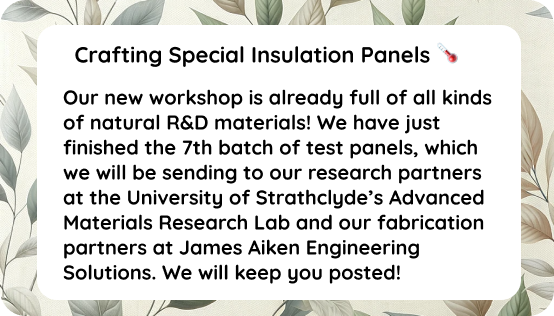 Crafting Special Insulation Panels 🌡️
Our new workshop is already full of all kinds
of natural R&D materials! We have just
finished the 7th batch of test panels, which
we will be sending to our research partners
at the University of Strathclyde’s Advanced
Materials Research Lab and our fabrication
partners at James Aiken Engineering
Solutions. We will keep you posted!